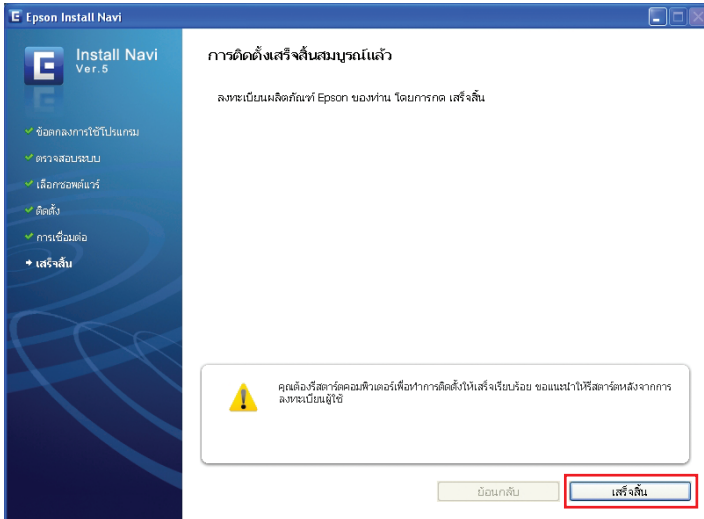 Epson Install Navi
Install Navi
Ver.5
ข้อตกลงการใช้โปรแกรม
ตรวจสอบระบบ
เลือกซอฟต์แวร์
ติดตั้ง
การเชื่อมต่อ
เสร็จสิ้น
การติดตั้งเสร็จสิ้นสมบูรณ์แล้ว
ลงทะเบียนผลิตภัณฑ์ Epson ของท่าน โดยการกด เสร็จสิ้น
คุณต้องรีสตาร์ตคอมพิวเตอร์เพื่อทำการติดตั้งให้เสร็จเรียบร้อย ขอแนะนำให้รีสตาร์ตหลังจากการ
ลงทะเบียนผู้ใช้
ย้อนกลับ
เสร็จสิ้น